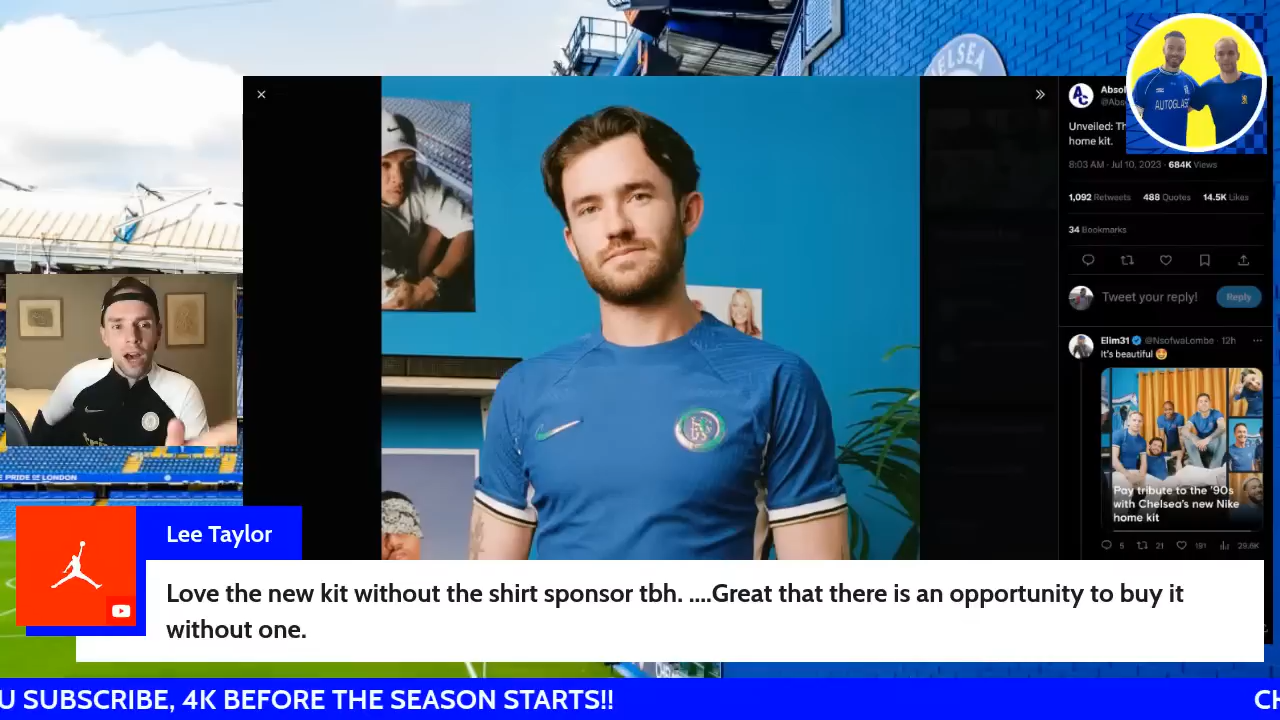 HELSEA
Absol
@Abs
AUTOGLASS
Unveiled: Th
home kit.
8:03 AM · Jul 10, 2023 · 684K Views
1,092 Retweets 488 Quotes 14.5K Likes
34 Bookmarks
Tweet your reply!
Reply
Elim31 @NsofwaLombe · 12h
It's beautiful 🤩
Pay tribute to the '90s
with Chelsea's new Nike
home kit
5 21 191 29.6K
E PRIDE OF LONDON
Lee Taylor
Love the new kit without the shirt sponsor tbh. ....Great that there is an opportunity to buy it
without one.
U SUBSCRIBE, 4K BEFORE THE SEASON STARTS!!
CH